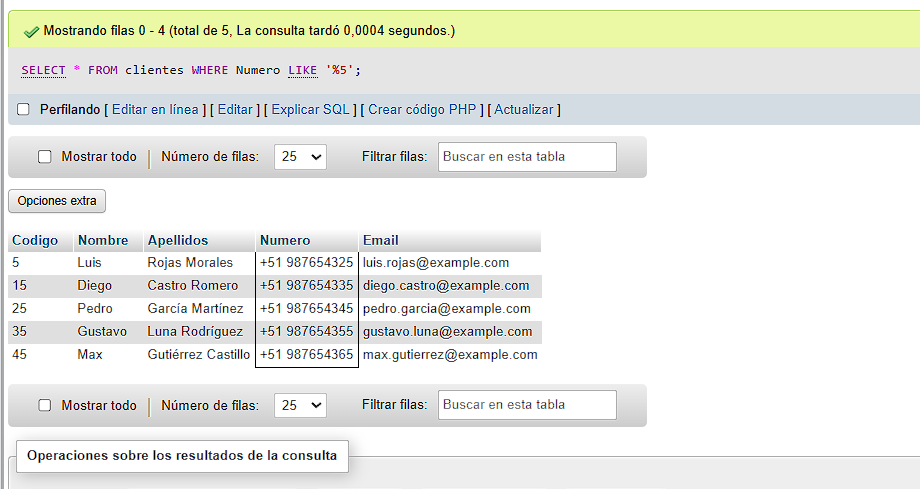 Mostrando filas 0 - 4 (total de 5, La consulta tardó 0,0004 segundos.)
SELECT * FROM clientes WHERE Numero LIKE '%5';
Perfilando [ Editar en línea ] [ Editar ] [ Explicar SQL ] [ Crear código PHP ] [ Actualizar ]
Mostrar todo Número de filas: 25 Filtrar filas: Buscar en esta tabla
Opciones extra
Codigo Nombre Apellidos Numero Email
5 Luis Rojas Morales +51 987654325 luis.rojas@example.com
15 Diego Castro Romero +51 987654335 diego.castro@example.com
25 Pedro García Martínez +51 987654345 pedro.garcia@example.com
35 Gustavo Luna Rodríguez +51 987654355 gustavo.luna@example.com
45 Max Gutiérrez Castillo +51 987654365 max.gutierrez@example.com
Mostrar todo Número de filas: 25 Filtrar filas: Buscar en esta tabla
Operaciones sobre los resultados de la consulta